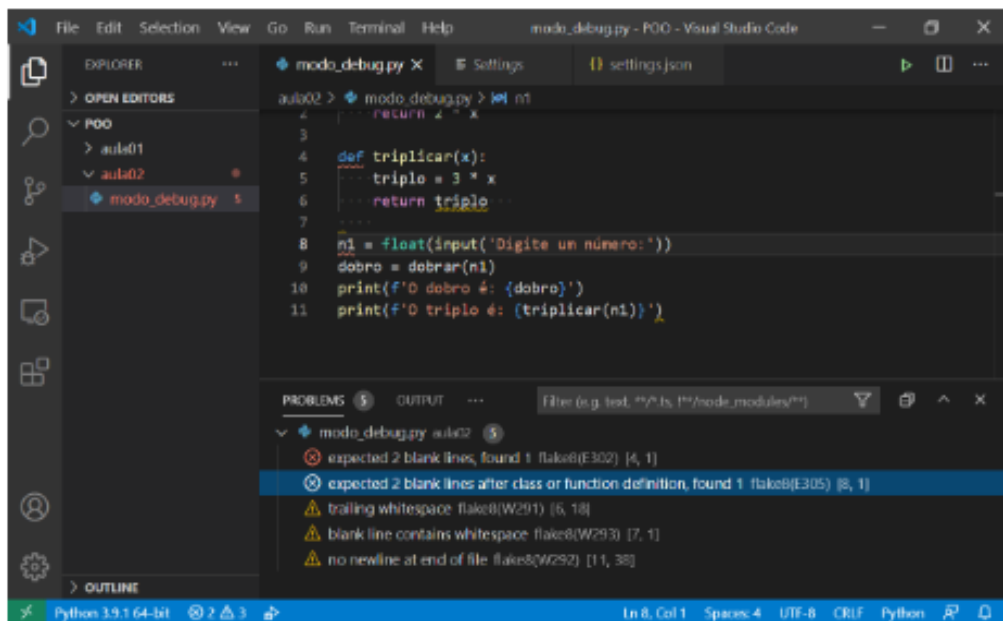 File Edit Selection View Go Run Terminal Help modo_debug.py - POO - Visual Studio Code
EXPLORER ···
modo_debug.py × Settings {} settings.json
> OPEN EDITORS
aula02 > modo_debug.py > n1
POO
> aula01
aula02
modo_debug.py 5
2 return 2 * x
3
4 def triplicar(x):
5 ····triplo = 3 * x
6 ····return triplo···
7 ····
8 n1 = float(input('Digite um número:'))
9 dobro = dobrar(n1)
10 print(f'O dobro é: {dobro}')
11 print(f'O triplo é: {triplicar(n1)}')
PROBLEMS 5 OUTPUT ··· Filter (e.g. text, **/*.ts, !**/node_modules/**)
modo_debug.py aula02 5
expected 2 blank lines, found 1 flake8(E302) [4, 1]
expected 2 blank lines after class or function definition, found 1 flake8(E305) [8, 1]
trailing whitespace flake8(W291) [6, 18]
blank line contains whitespace flake8(W293) [7, 1]
no newline at end of file flake8(W292) [11, 38]
> OUTLINE
Python 3.9.1 64-bit 2 3 Ln 8, Col 1 Spaces: 4 UTF-8 CRLF Python